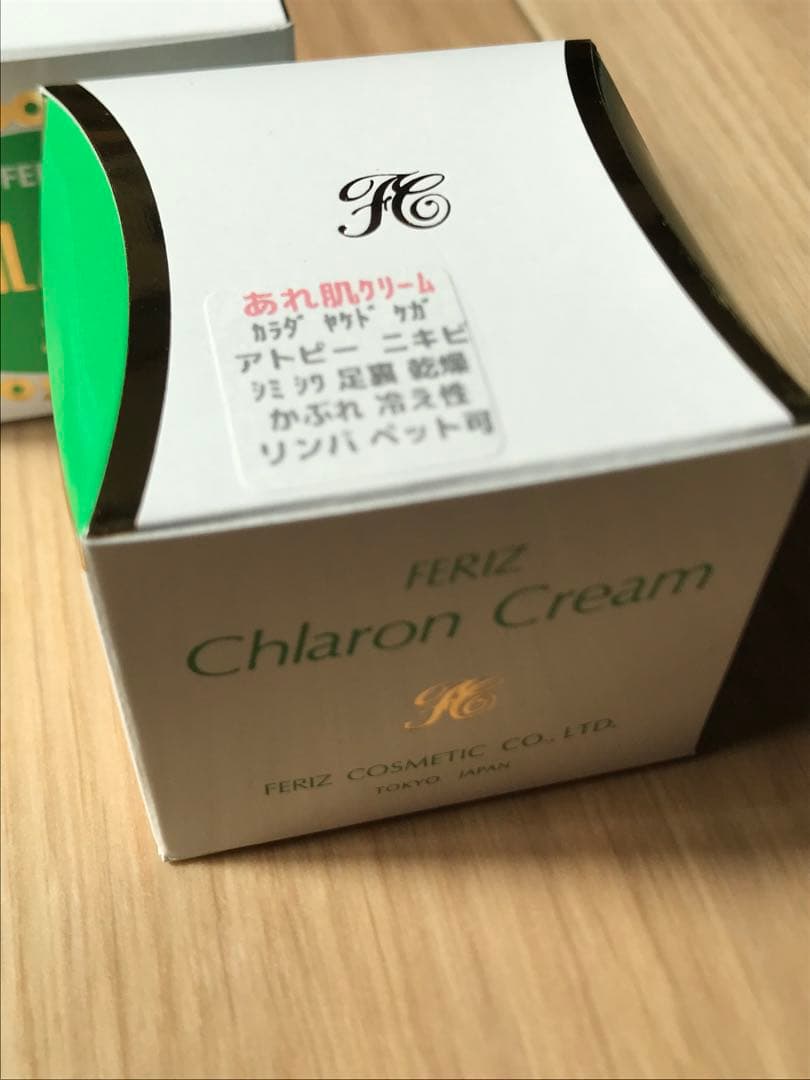 FE
FC
あれ肌クリーム
カラダ ヤケド ケガ
アトピー ニキビ
シミ シワ 足裏 乾燥
かぶれ 冷え性
リンパ ペット可
FERIZ
Chlaron Cream
FC
FERIZ COSMETIC CO., LTD.
TOKYO JAPAN